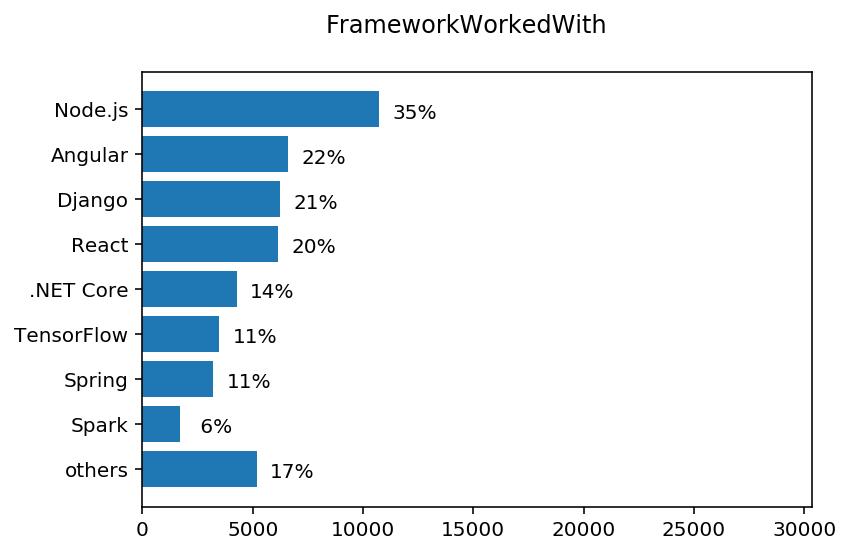 FrameworkWorkedWith
Node.js 35%
Angular 22%
Django 21%
React 20%
.NET Core 14%
TensorFlow 11%
Spring 11%
Spark 6%
others 17%
0 5000 10000 15000 20000 25000 30000